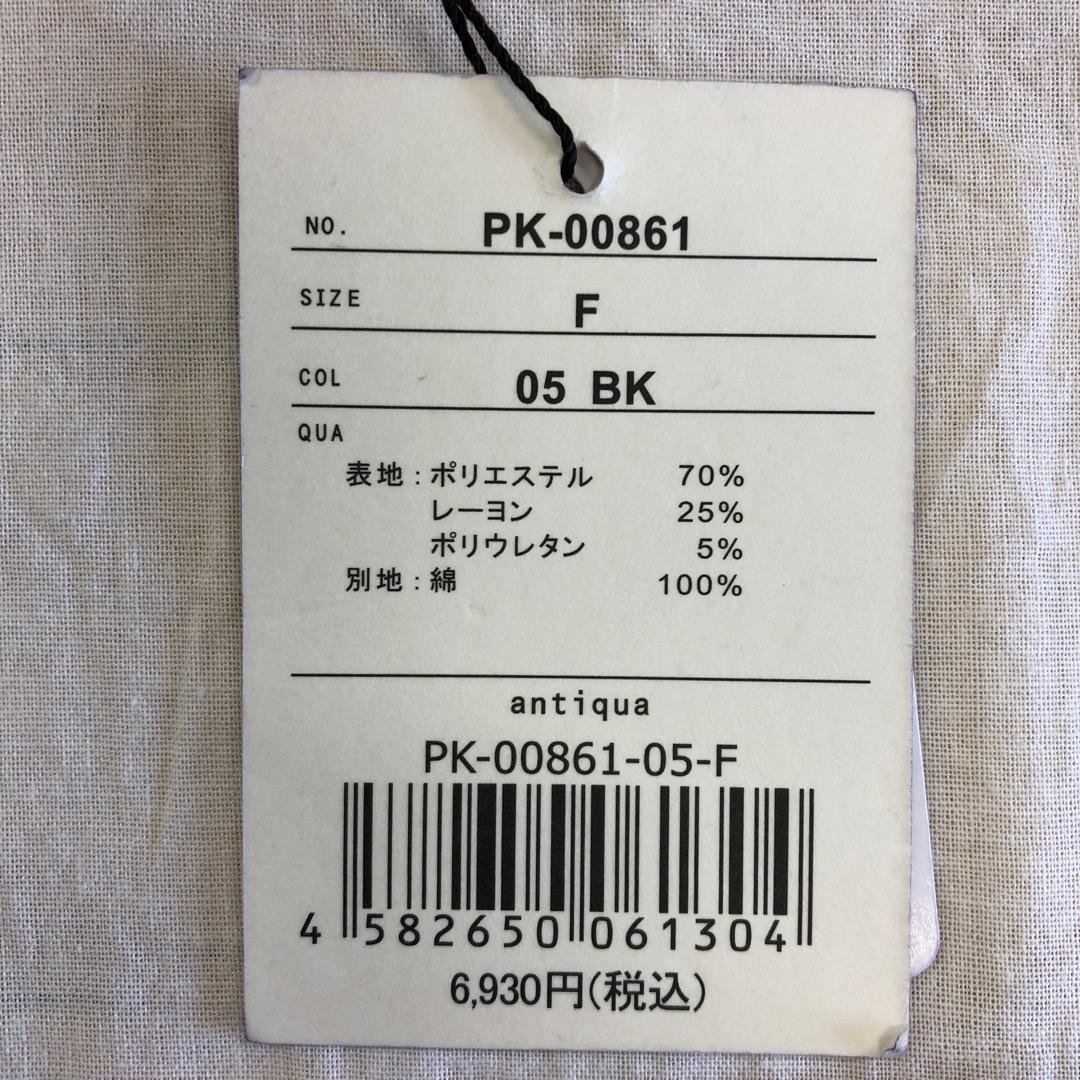 NO. PK-00861
SIZE F
COL 05 BK
QUA
表地:ポリエステル 70%
レーヨン 25%
ポリウレタン 5%
別地:綿 100%
antiqua
PK-00861-05-F
4 582650 061304
6,930円(税込)